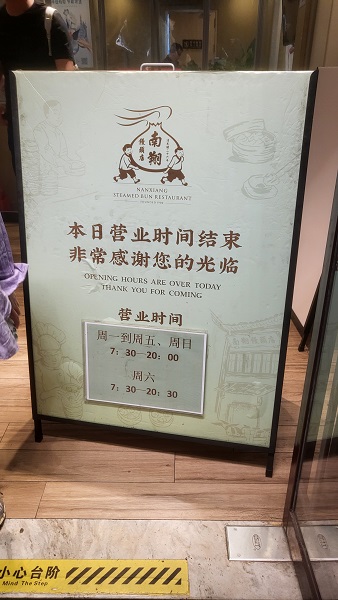 南翔
馒头店
NANXIANG
STEAMED BUN RESTAURANT
本日营业时间结束
非常感谢您的光临
OPENING HOURS ARE OVER TODAY
THANK YOU FOR COMING
营业时间
周一到周五、周日
7：30—20：00
周六
7：30—20：30
小心台阶
Mind The Step